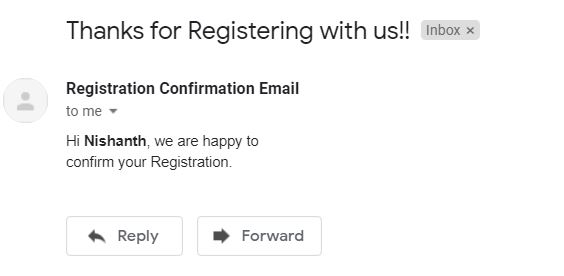 Thanks for Registering with us!! Inbox ×
Registration Confirmation Email
to me
Hi Nishanth, we are happy to
confirm your Registration.
Reply Forward